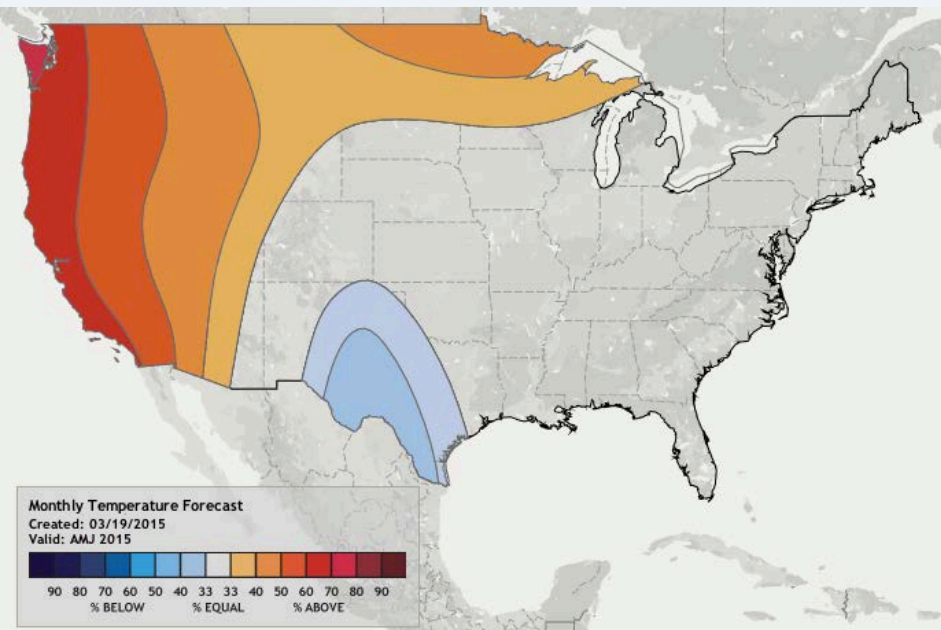 Monthly Temperature Forecast
Created: 03/19/2015
Valid: AMJ 2015
90 80 70 60 50 40 33 33 40 50 60 70 80 90
% BELOW % EQUAL % ABOVE